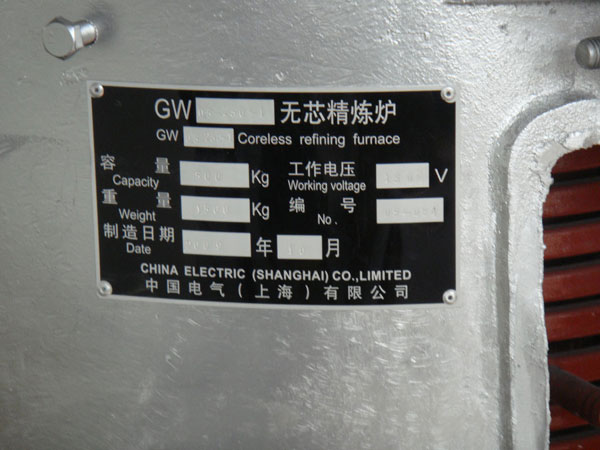 GW 无芯精炼炉
GW Coreless refining furnace
容 量 500 Kg 工作电压 V
Capacity Working voltage
重 量 Kg 编 号
Weight No.
制造日期 年 10 月
Date
CHINA ELECTRIC (SHANGHAI) CO.,LIMITED
中国电气(上海)有限公司